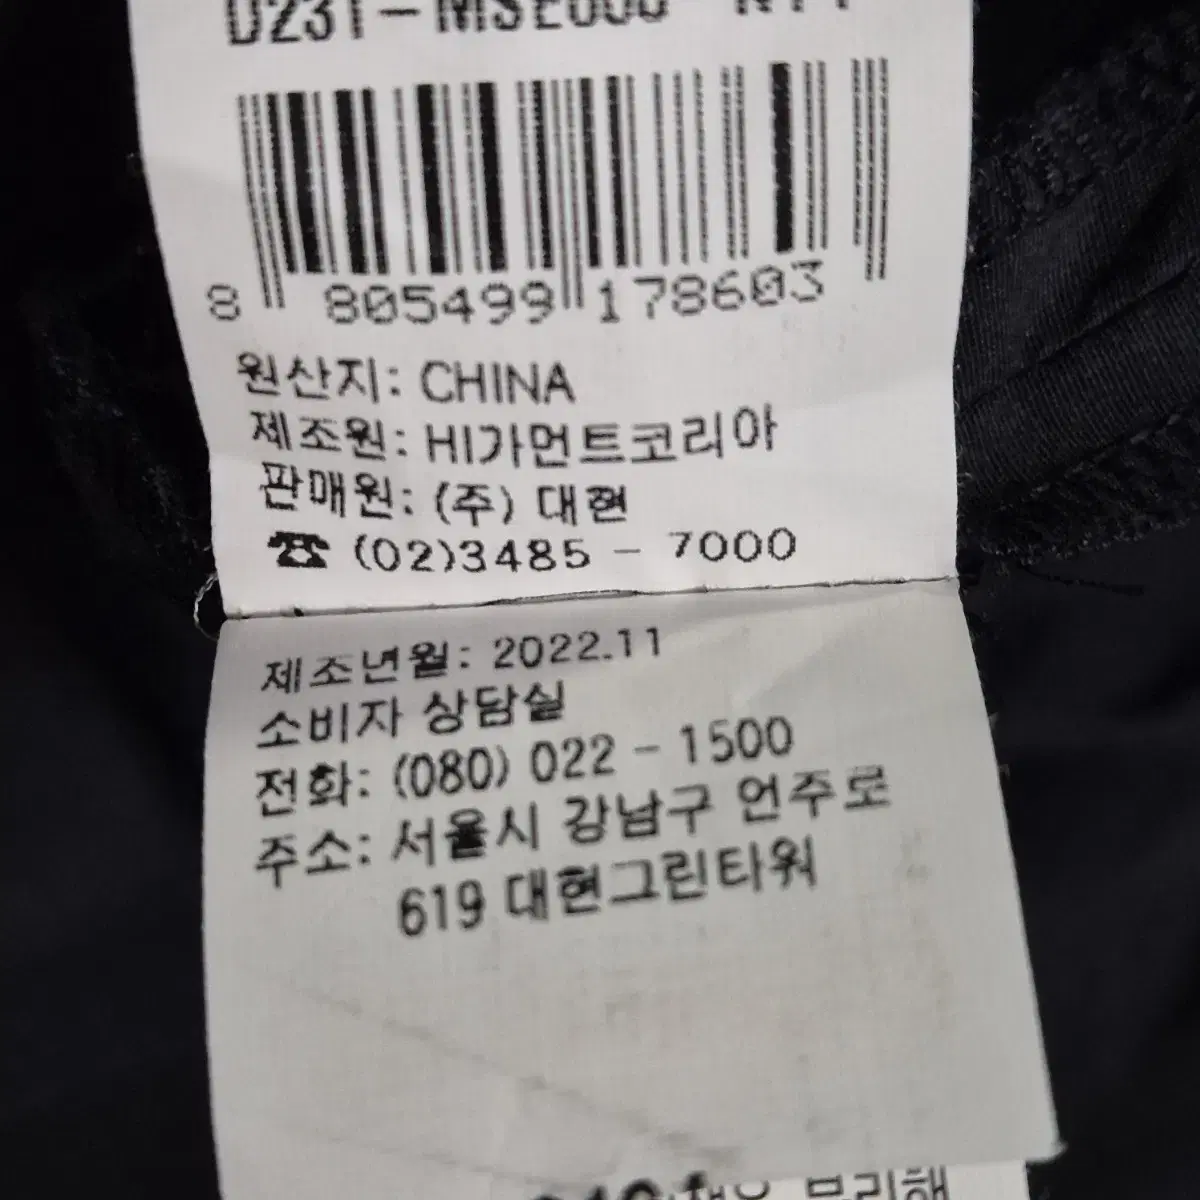 8 805499 178603
원산지: CHINA
제조원: HI가먼트코리아
판매원: (주) 대현
☎ (02)3485 - 7000
제조년월: 2022.11
소비자 상담실
전화: (080) 022 - 1500
주소: 서울시 강남구 언주로
619 대현그린타워